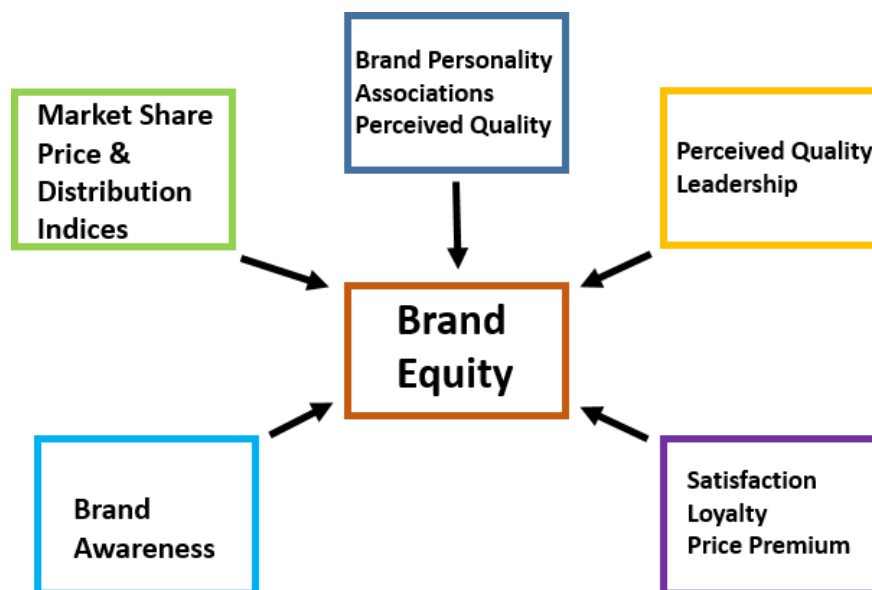 Brand Personality
Associations
Perceived Quality
Market Share
Price &
Distribution
Indices
Perceived Quality
Leadership
Brand
Equity
Brand
Awareness
Satisfaction
Loyalty
Price Premium